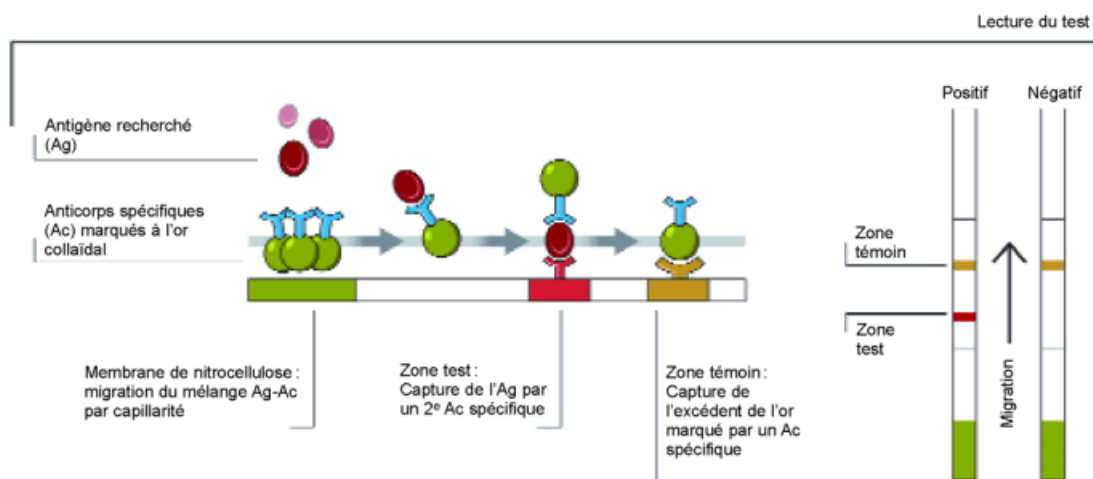 Lecture du test
Positif
Négatif
Antigène recherché
(Ag)
Anticorps spécifiques
(Ac) marqués à l'or
collaïdal
Zone
témoin
Zone
test
Migration
Membrane de nitrocellulose :
migration du mélange Ag-Ac
par capillarité
Zone test :
Capture de l'Ag par
un 2e Ac spécifique
Zone témoin :
Capture de
l'excédent de l'or
marqué par un Ac
spécifique